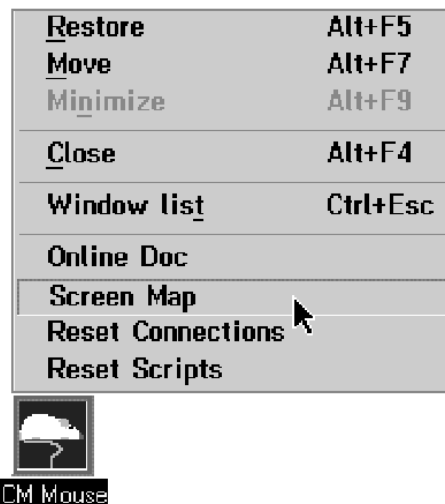 Restore Alt+F5
Move Alt+F7
Minimize Alt+F9
Close Alt+F4
Window list Ctrl+Esc
Online Doc
Screen Map
Reset Connections
Reset Scripts
CM Mouse